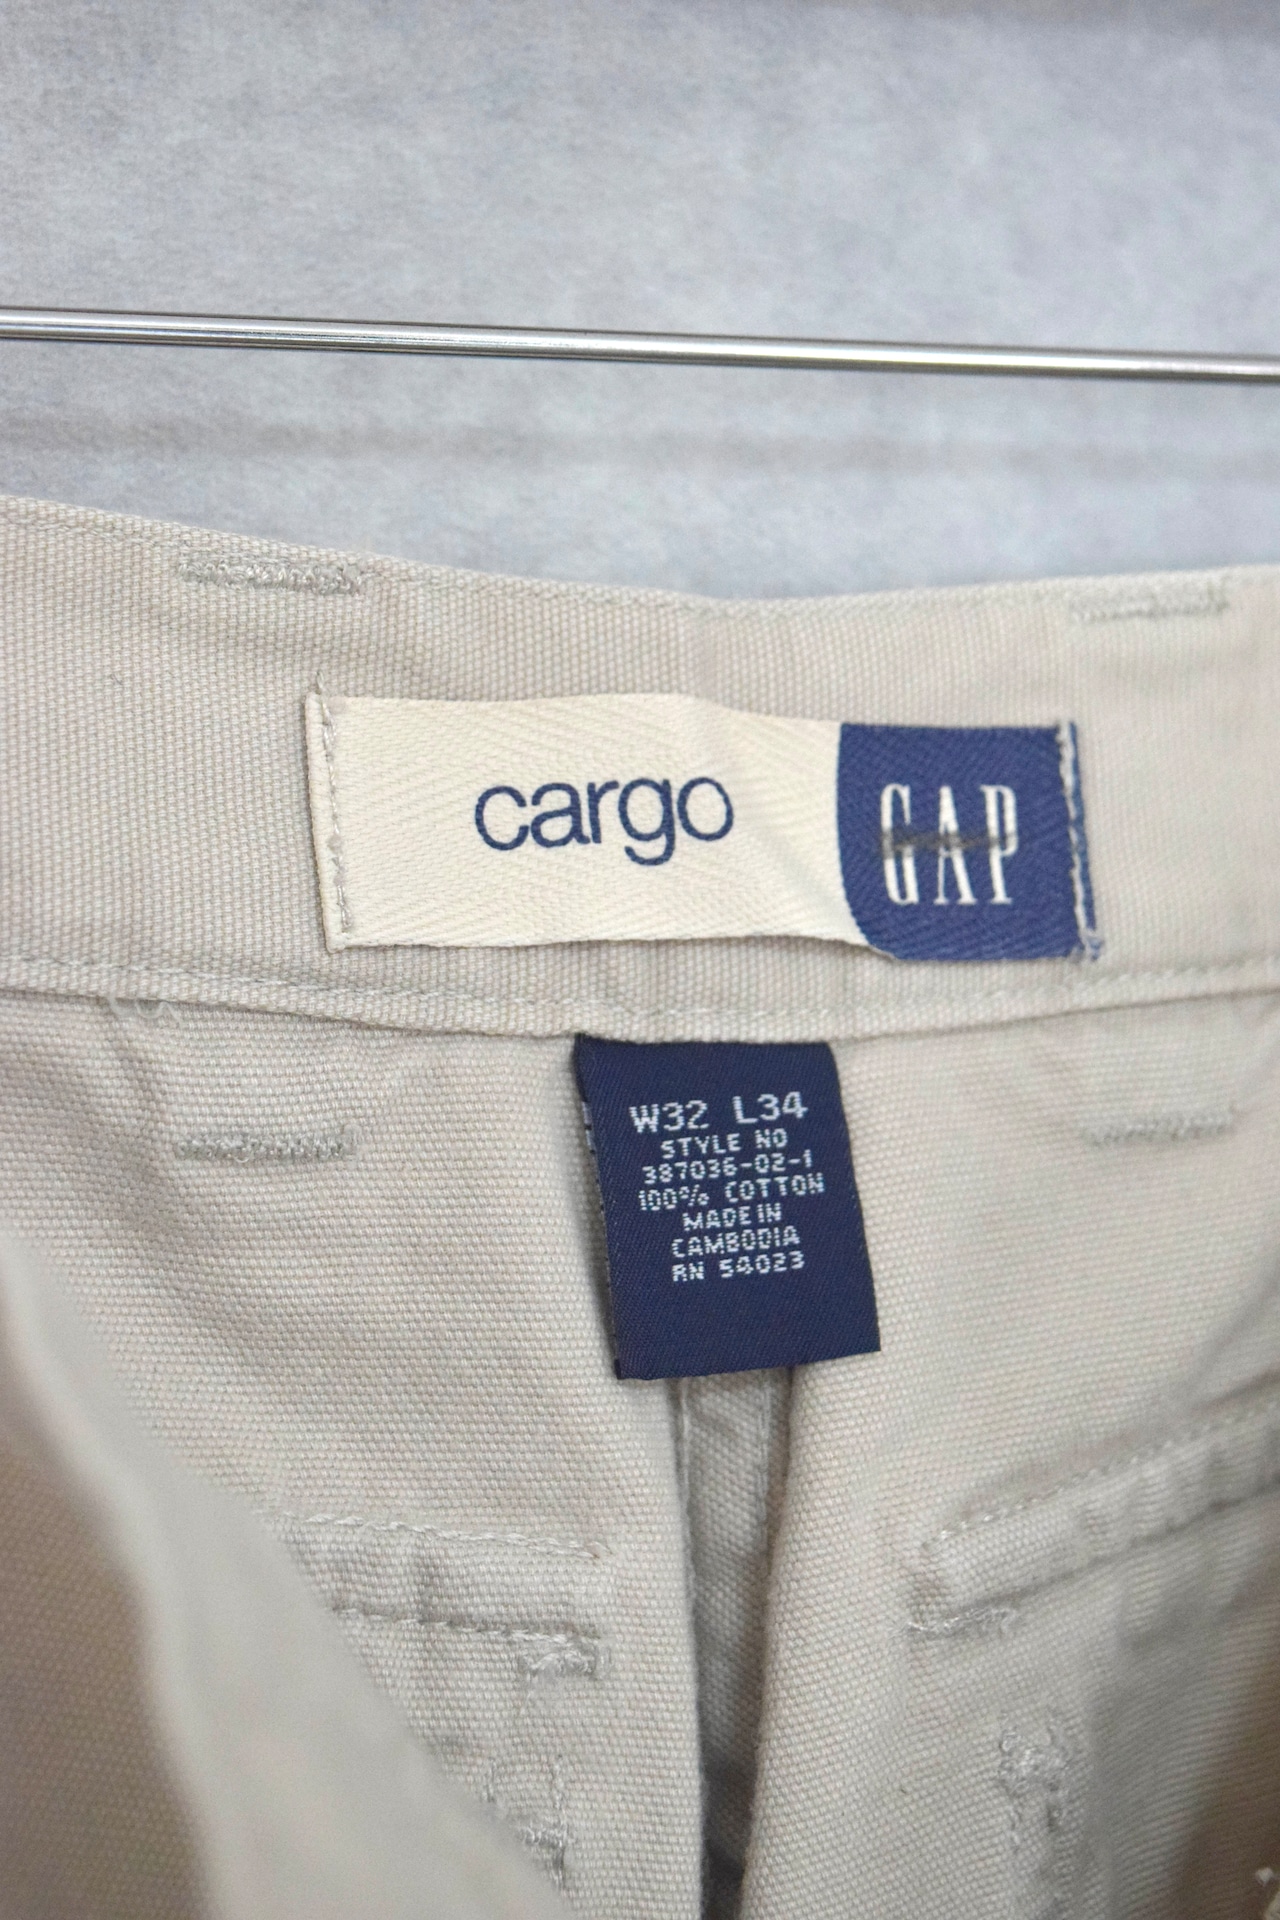 cargo GAP
W32 L34
STYLE NO
387036-02-1
100% COTTON
MADE IN
CAMBODIA
RN 54023